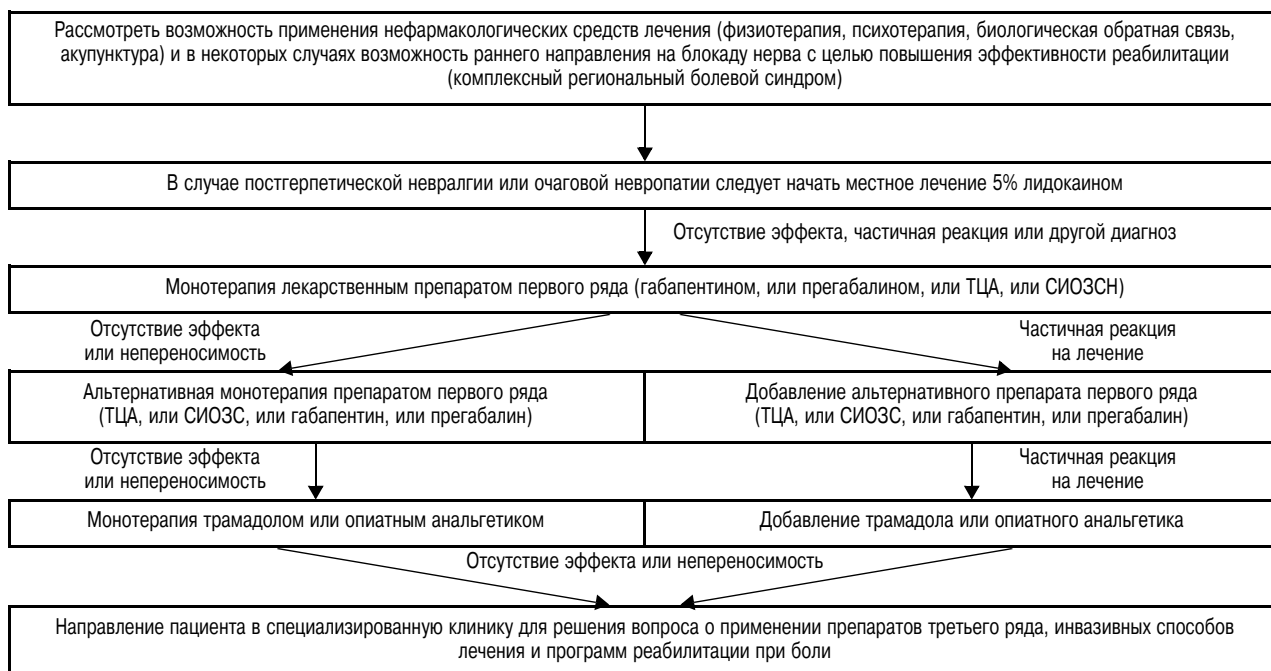 Рассмотреть возможность применения нефармакологических средств лечения (физиотерапия, психотерапия, биологическая обратная связь,
акупунктура) и в некоторых случаях возможность раннего направления на блокаду нерва с целью повышения эффективности реабилитации
(комплексный региональный болевой синдром)
В случае постгерпетической невралгии или очаговой невропатии следует начать местное лечение 5% лидокаином
Отсутствие эффекта, частичная реакция или другой диагноз
Монотерапия лекарственным препаратом первого ряда (габапентином, или прегабалином, или ТЦА, или СИОЗСН)
Отсутствие эффекта
или непереносимость
Частичная реакция
на лечение
Альтернативная монотерапия препаратом первого ряда
(ТЦА, или СИОЗС, или габапентин, или прегабалин)
Добавление альтернативного препарата первого ряда
(ТЦА, или СИОЗС, или габапентин, или прегабалин)
Отсутствие эффекта
или непереносимость
Частичная реакция
на лечение
Монотерапия трамадолом или опиатным анальгетиком
Добавление трамадола или опиатного анальгетика
Отсутствие эффекта или непереносимость
Направление пациента в специализированную клинику для решения вопроса о применении препаратов третьего ряда, инвазивных способов
лечения и программ реабилитации при боли